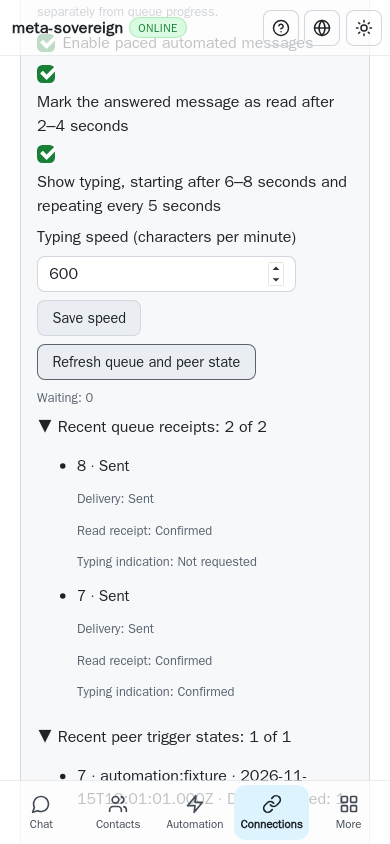 separately from queue progress.
meta-sovereign ONLINE
Enable paced automated messages
Mark the answered message as read after
2–4 seconds
Show typing, starting after 6–8 seconds and
repeating every 5 seconds
Typing speed (characters per minute)
600
Save speed
Refresh queue and peer state
Waiting: 0
▼ Recent queue receipts: 2 of 2
• 8 · Sent
Delivery: Sent
Read receipt: Confirmed
Typing indication: Not requested
• 7 · Sent
Delivery: Sent
Read receipt: Confirmed
Typing indication: Confirmed
▼ Recent peer trigger states: 1 of 1
• 7 · automation:fixture · 2026-11-
Chat Contacts Automation Connections More